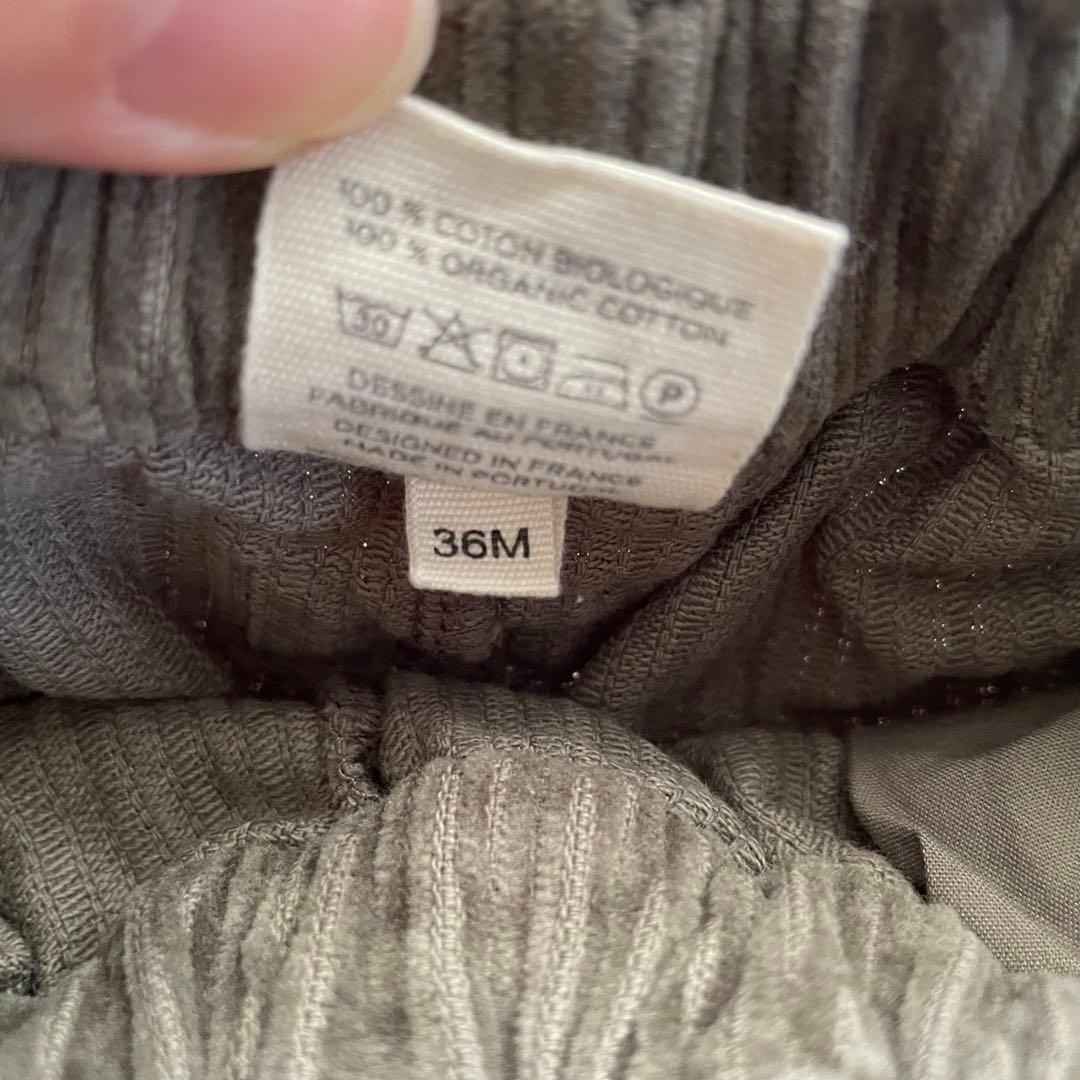 100 % COTON BIOLOGIQUE
100 % ORGANIC COTTON
30 P
DESSINE EN FRANCE
FABRIQUE AU PORTUGAL
DESIGNED IN FRANCE
MADE IN PORTUGAL
36M